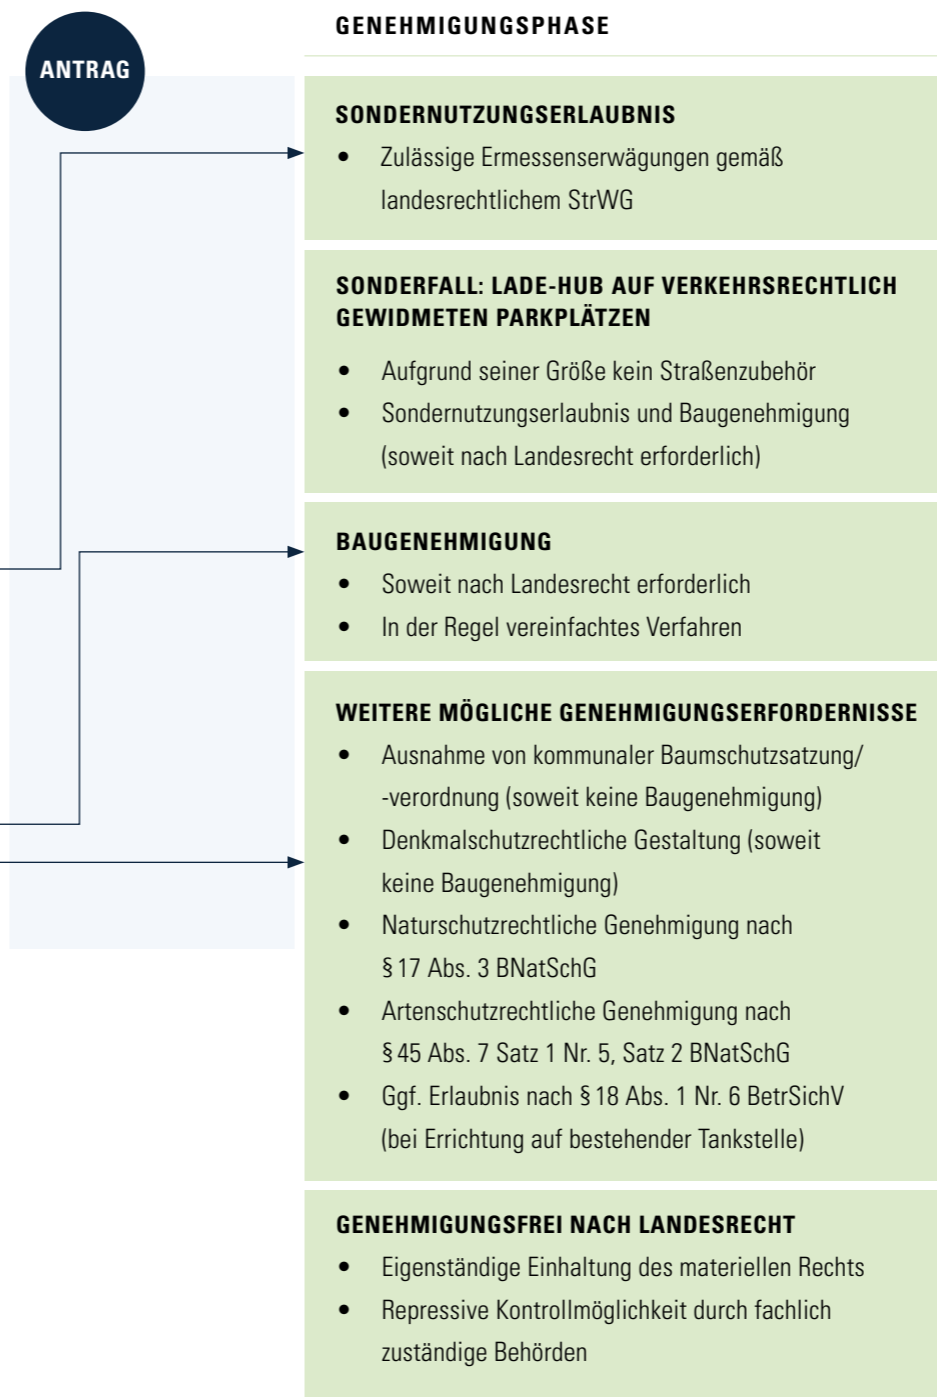 GENEHMIGUNGSPHASE
ANTRAG
SONDERNUTZUNGSERLAUBNIS
• Zulässige Ermessenserwägungen gemäß
landesrechtlichem StrWG
SONDERFALL: LADE-HUB AUF VERKEHRSRECHTLICH
GEWIDMETEN PARKPLÄTZEN
• Aufgrund seiner Größe kein Straßenzubehör
• Sondernutzungserlaubnis und Baugenehmigung
(soweit nach Landesrecht erforderlich)
BAUGENEHMIGUNG
• Soweit nach Landesrecht erforderlich
• In der Regel vereinfachtes Verfahren
WEITERE MÖGLICHE GENEHMIGUNGSERFORDERNISSE
• Ausnahme von kommunaler Baumschutzsatzung/
-verordnung (soweit keine Baugenehmigung)
• Denkmalschutzrechtliche Gestaltung (soweit
keine Baugenehmigung)
• Naturschutzrechtliche Genehmigung nach
§ 17 Abs. 3 BNatSchG
• Artenschutzrechtliche Genehmigung nach
§ 45 Abs. 7 Satz 1 Nr. 5, Satz 2 BNatSchG
• Ggf. Erlaubnis nach § 18 Abs. 1 Nr. 6 BetrSichV
(bei Errichtung auf bestehender Tankstelle)
GENEHMIGUNGSFREI NACH LANDESRECHT
• Eigenständige Einhaltung des materiellen Rechts
• Repressive Kontrollmöglichkeit durch fachlich
zuständige Behörden